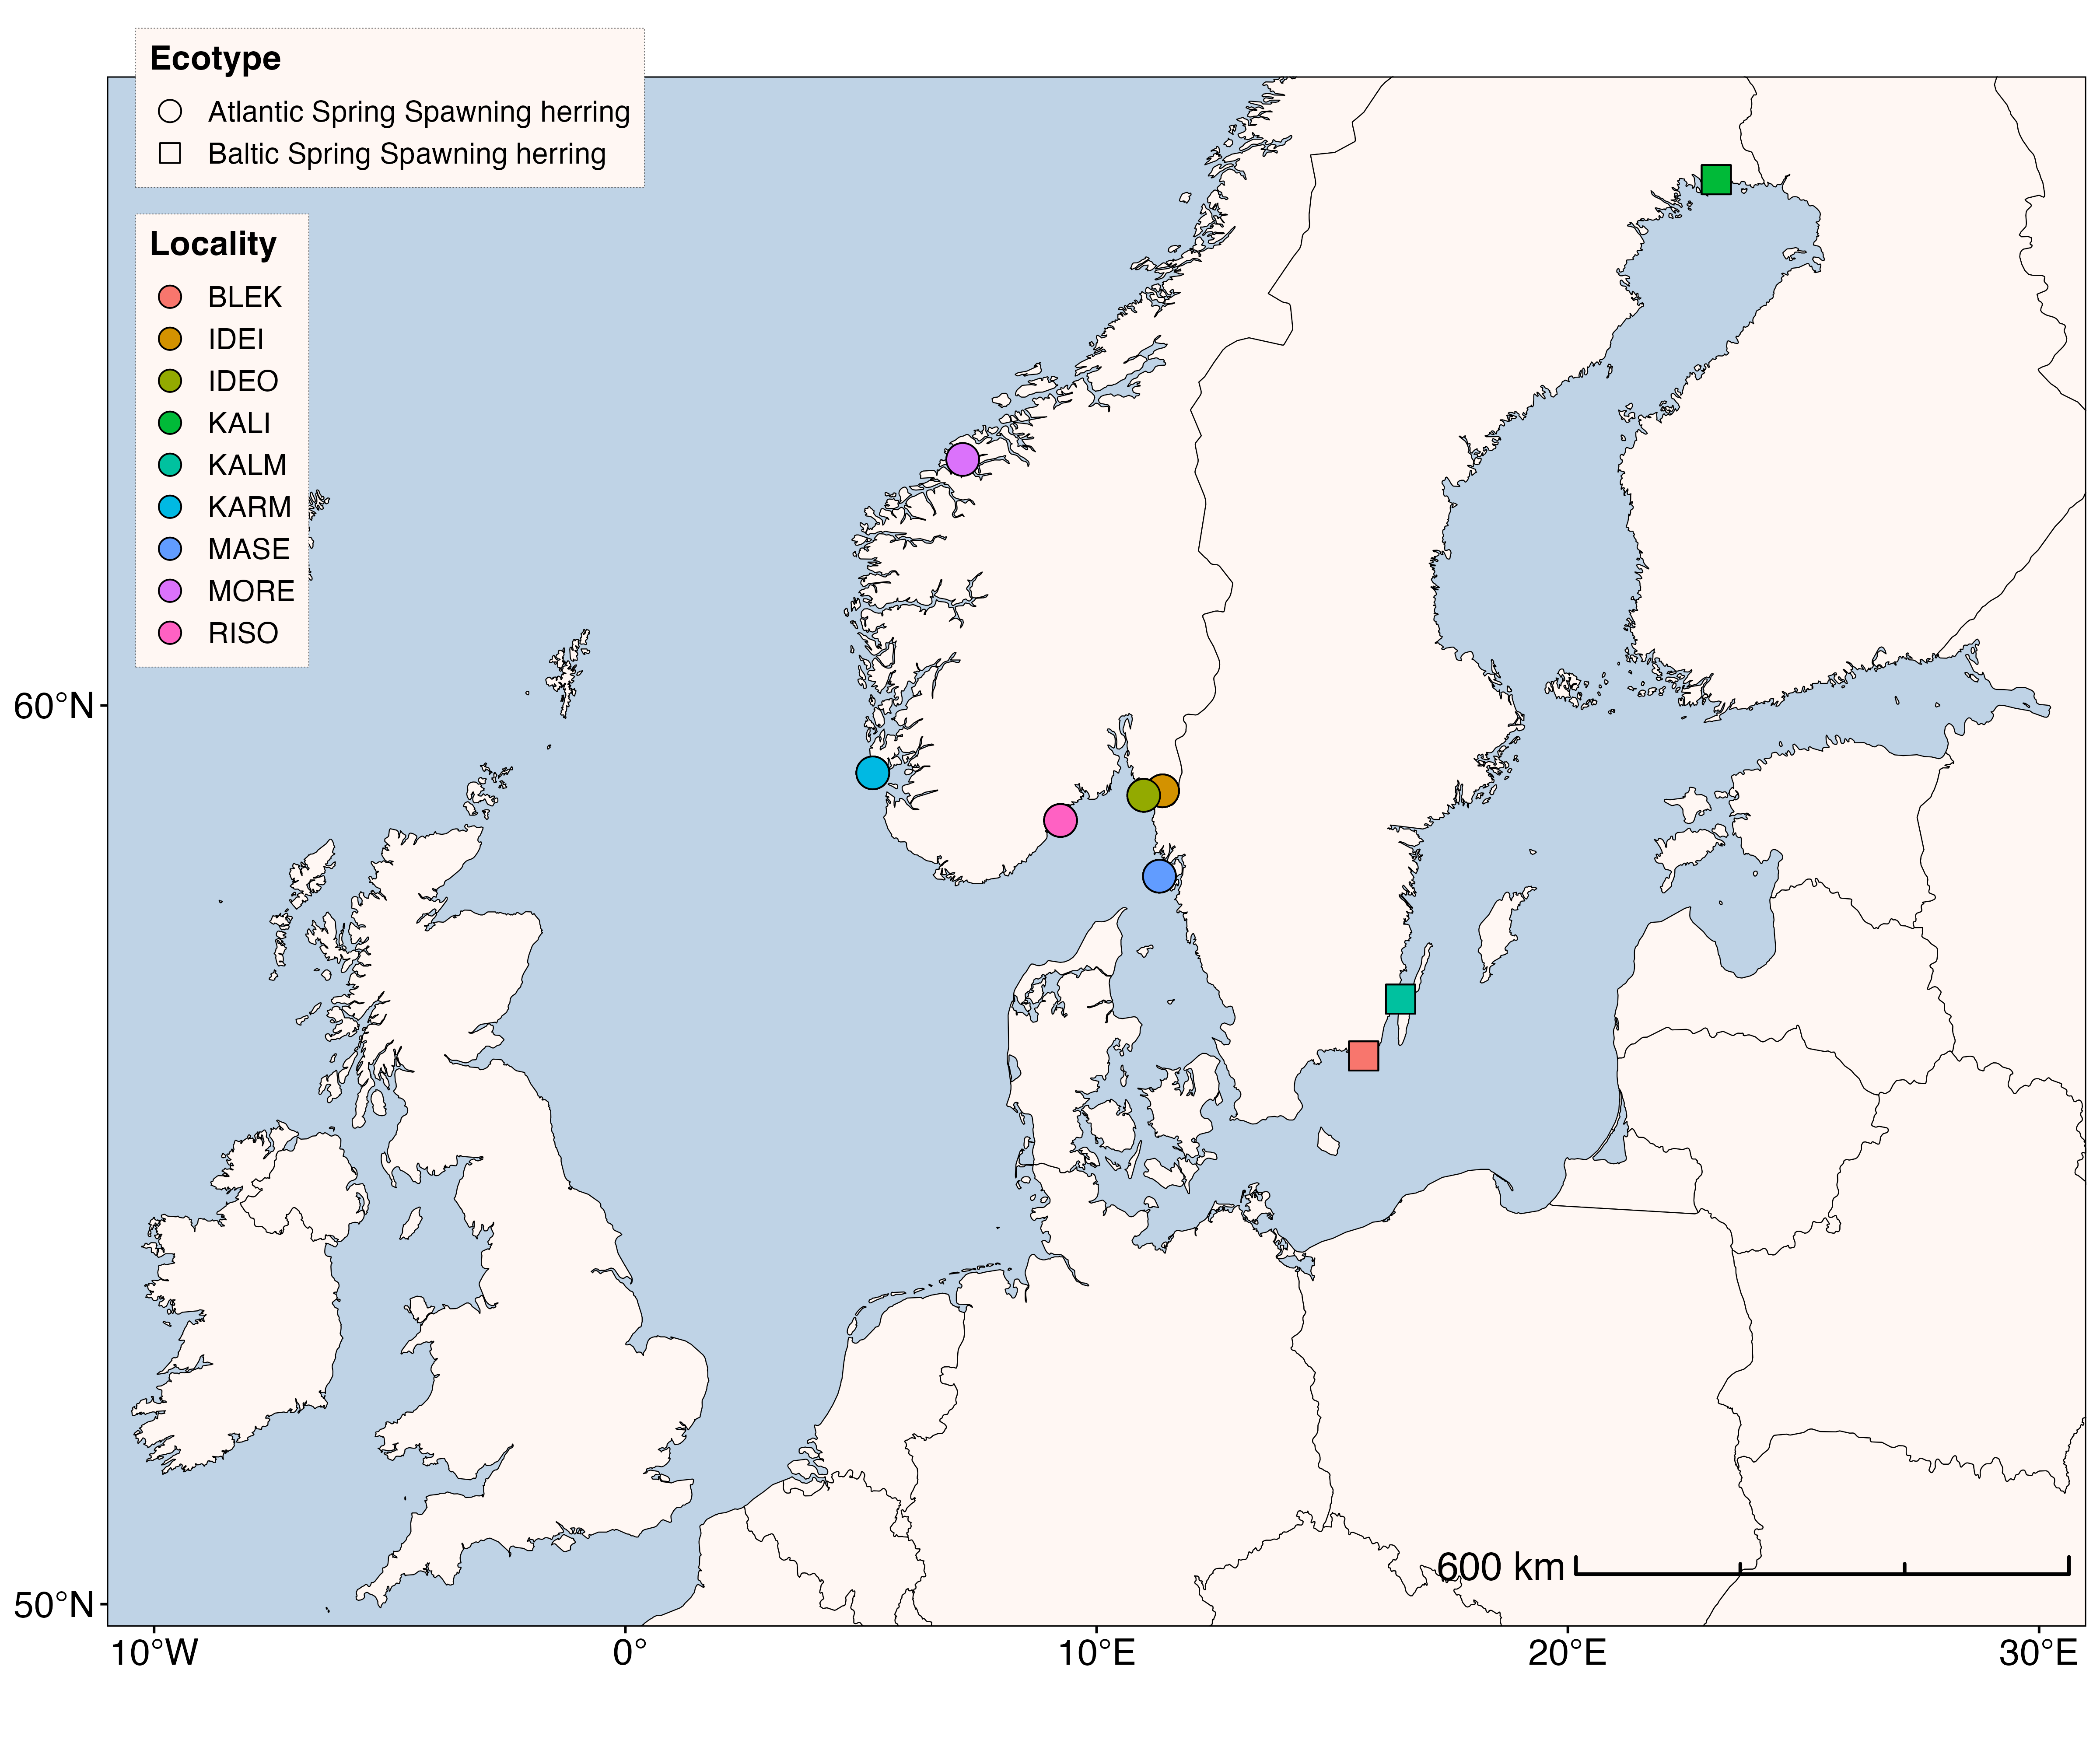 Ecotype
Atlantic Spring Spawning herring
Baltic Spring Spawning herring
Locality
BLEK
IDEI
IDEO
KALI
KALM
KARM
MASE
MORE
RISO
60°N
50°N
600 km
10°W 0° 10°E 20°E 30°E